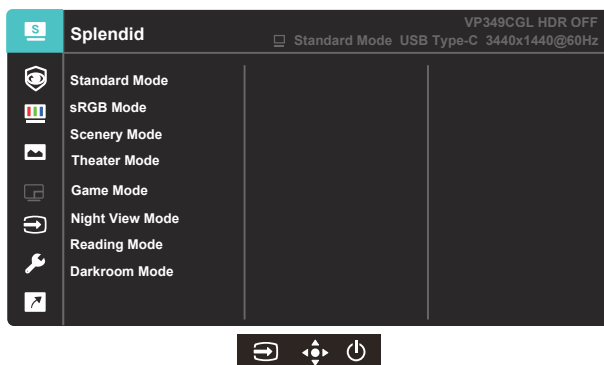 S
Splendid
VP349CGL HDR OFF
Standard Mode USB Type-C 3440x1440@60Hz
Standard Mode
sRGB Mode
Scenery Mode
Theater Mode
Game Mode
Night View Mode
Reading Mode
Darkroom Mode